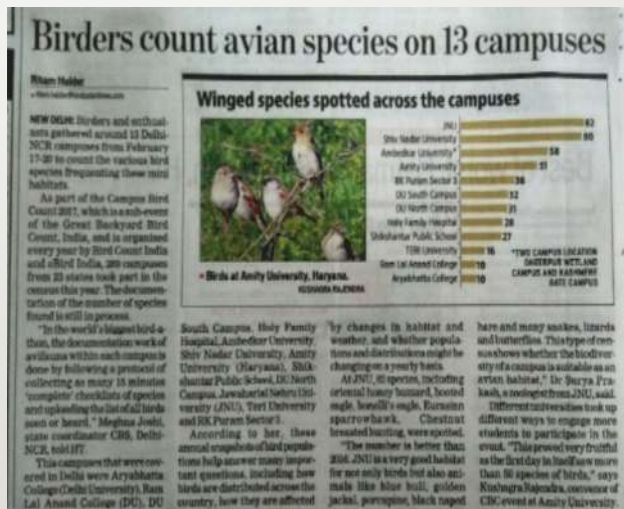 Birders count avian species on 13 campuses
Ritam Halder
NEW DELHI: Birders and enthusi-
asts gathered around 13 Delhi-
NCR campuses from February
17-20 to count the various bird
species frequenting these mini
habitats.
As part of the Campus Bird
Count 2017, which is a sub-event
of the Great Backyard Bird
Count, India, and is organised
every year by Bird Count India
and eBird India, campuses
from 23 states took part in the
census this year. The documen-
tation of the number of species
found is still in process.
"In the world's biggest bird-a-
thon, the documentation work of
avifauna within each campus is
done by following a protocol of
collecting as many 15 minutes
'complete' checklists of species
and uploading the list of all birds
seen or heard," Meghna Joshi,
state coordinator CBS, Delhi-
NCR, told HT.
This campuses that were cov-
ered in Delhi were Aryabhatta
College (Delhi University), Ram
Lal Anand College (DU), DU
Winged species spotted across the campuses
JNU 82
Shiv Nadar University 80
Ambedkar University* 58
Amity University 51
RK Puram Sector 3 36
DU South Campus 32
DU North Campus 31
Holy Family Hospital 28
Shikshantar Public School 27
TERI University 16
Ram Lal Anand College 10
Aryabhatta College 10
*TWO CAMPUS LOCATION
DHEERPUR WETLAND
CAMPUS AND KASHMERE
GATE CAMPUS
Birds at Amity University, Haryana.
KUSHAGRA RAJENDRA
South Campus, Holy Family
Hospital, Ambedkar University,
Shiv Nadar University, Amity
University (Haryana), Shik-
shantar Public School, DU North
Campus, Jawaharlal Nehru Uni-
versity (JNU), Teri University
and RK Puram Sector 3.
According to her, these
annual snapshots of bird popula-
tions help answer many impor-
tant questions, including how
birds are distributed across the
country, how they are affected
by changes in habitat and
weather, and whether popula-
tions and distributions might be
changing on a yearly basis.
At JNU, 82 species, including
oriental honey buzzard, booted
eagle, bonelli's eagle, Eurasian
sparrowhawk, Chestnut
breasted bunting, were spotted.
"The number is better than
2016. JNU is a very good habitat
for not only birds but also ani-
mals like blue bull, golden
jackal, porcupine, black naped
hare and many snakes, lizards
and butterflies. This type of cen-
sus shows whether the biodiver-
sity of a campus is suitable as an
avian habitat," Dr Surya Pra-
kash, a zoologist from JNU, said.
Different universities took up
different ways to engage more
students to participate in the
event. "This proved very fruitful
as the first day in itself saw more
than 50 species of birds," says
Kushagra Rajendra, convenor of
CBC event at Amity University.